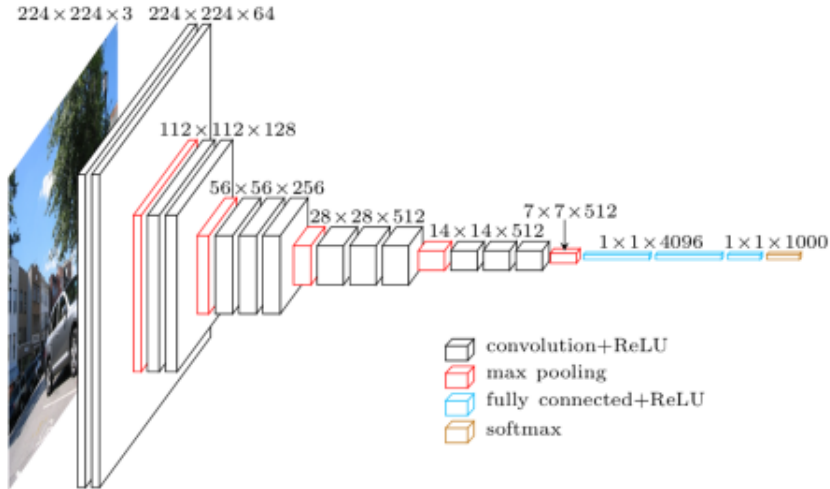 224×224×3
224×224×64
112×112×128
56×56×256
28×28×512
14×14×512
7×7×512
1×1×4096
1×1×1000
convolution+ReLU
max pooling
fully connected+ReLU
softmax